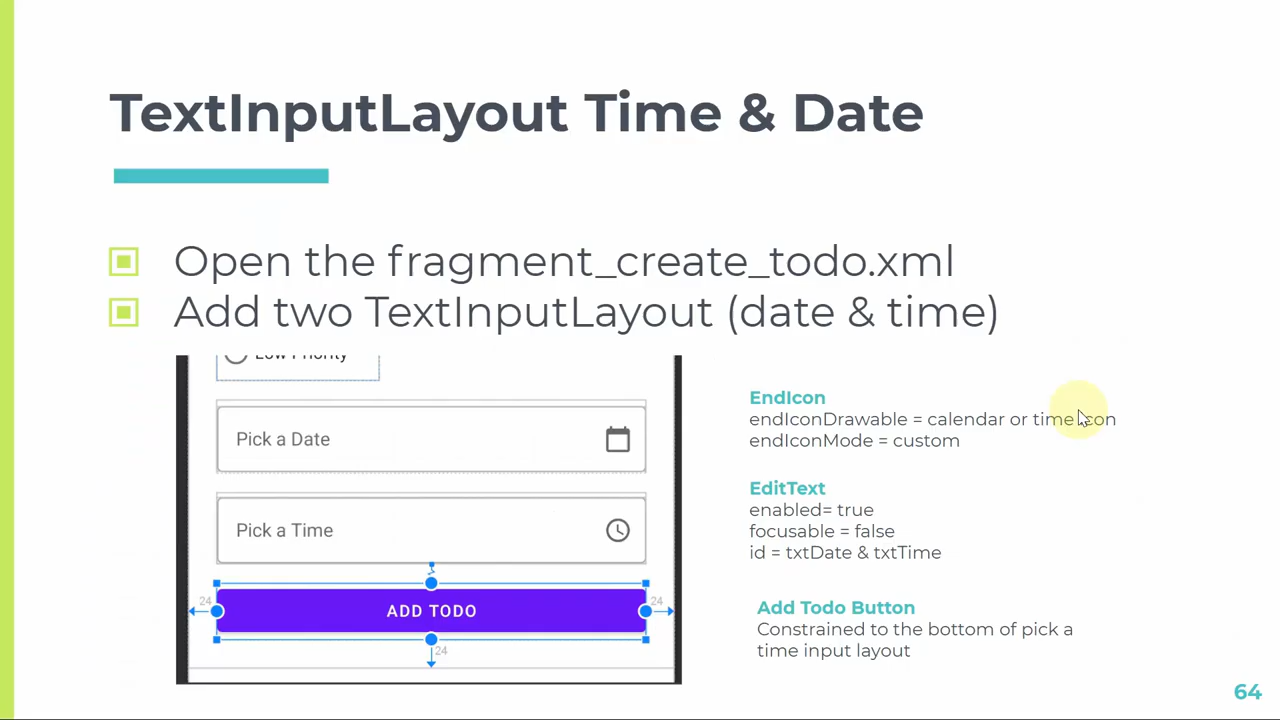 TextInputLayout Time & Date
Open the fragment_create_todo.xml
Add two TextInputLayout (date & time)
Low Priority
Pick a Date
Pick a Time
24
24
ADD TODO
24
EndIcon
endIconDrawable = calendar or time icon
endIconMode = custom
EditText
enabled= true
focusable = false
id = txtDate & txtTime
Add Todo Button
Constrained to the bottom of pick a
time input layout
64